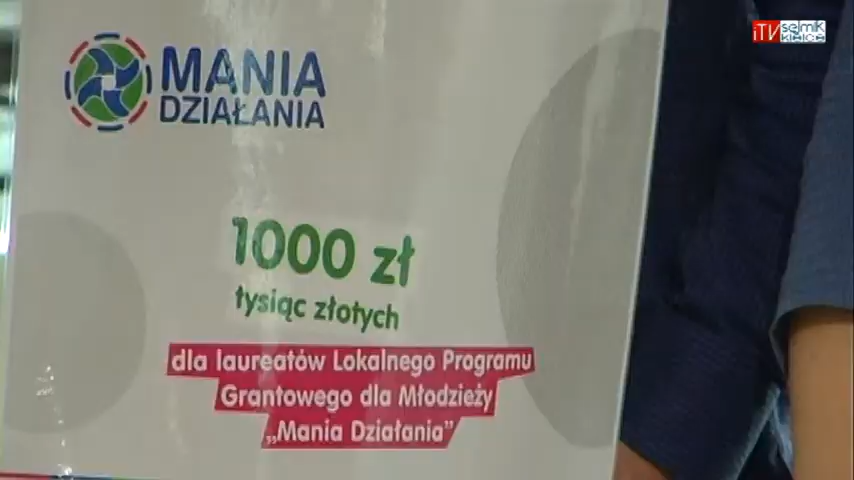 iTV sejmik
MANIA
DZIAŁANIA
1000 zł
tysiąc złotych
dla laureatów Lokalnego Programu
Grantowego dla Młodzieży
„Mania Działania”